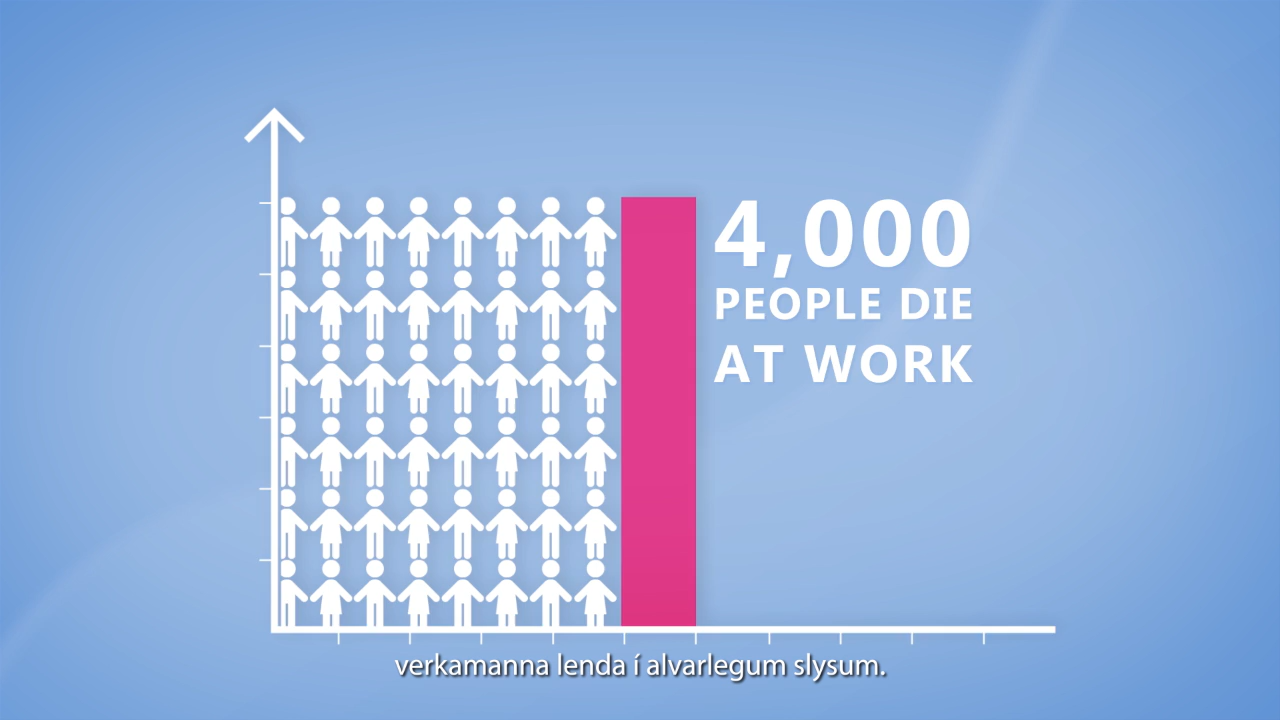 4,000
PEOPLE DIE
AT WORK
verkamanna lenda í alvarlegum slysum.